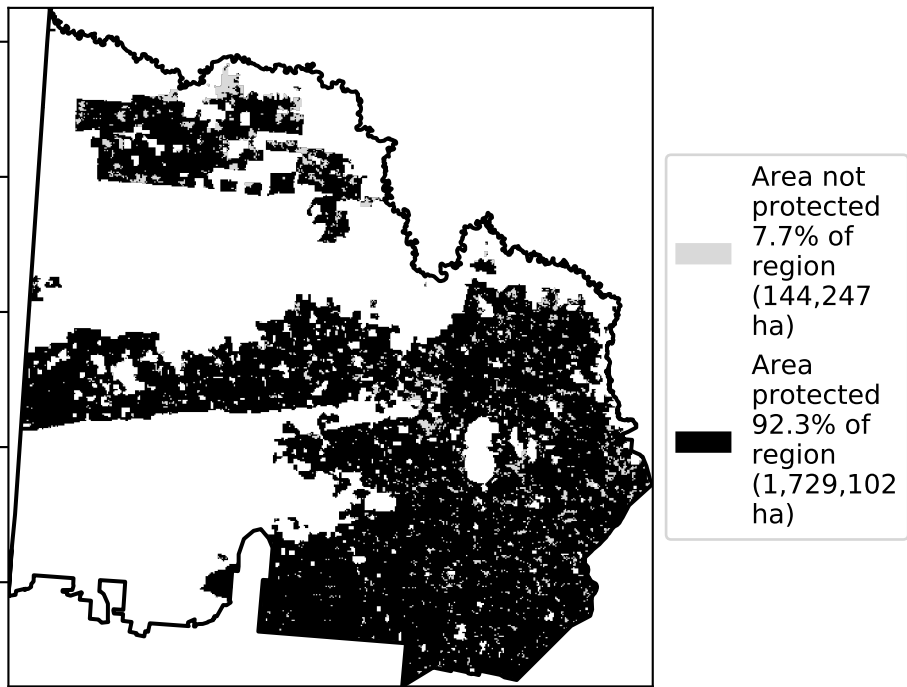 Area not
protected
7.7% of
region
(144,247
ha)
Area
protected
92.3% of
region
(1,729,102
ha)